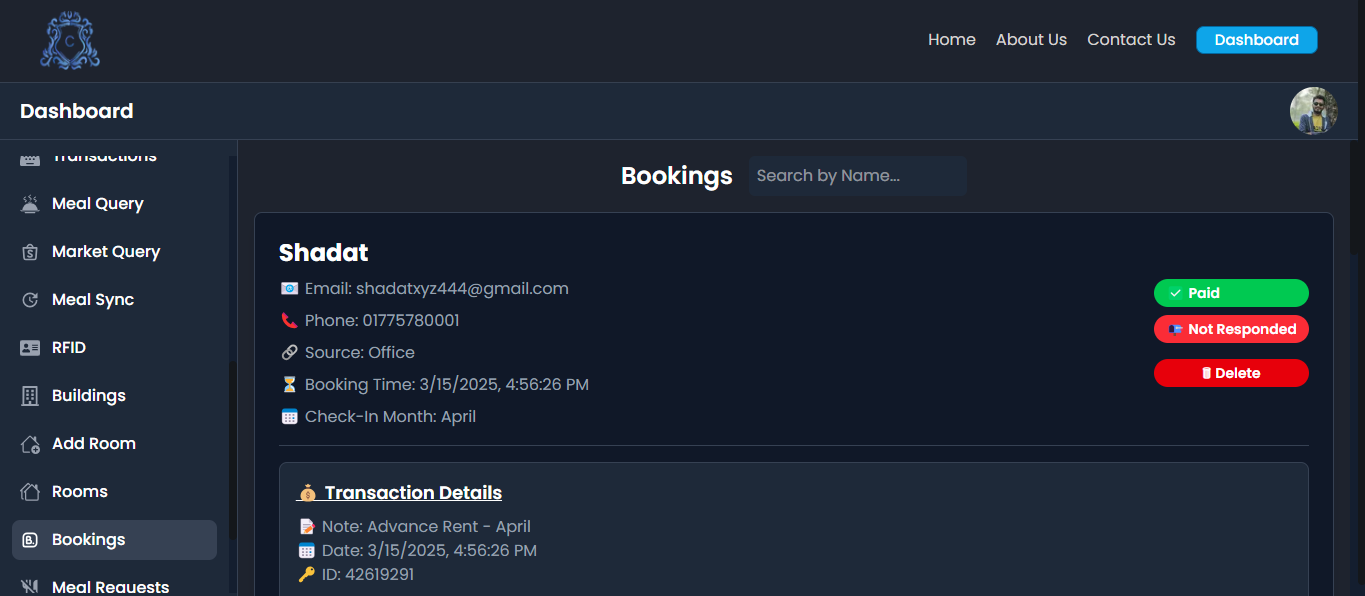 C
Home About Us Contact Us Dashboard
Dashboard
Transactions
Meal Query
Market Query
Meal Sync
RFID
Buildings
Add Room
Rooms
Bookings
Meal Requests
Bookings Search by Name...
Shadat
Email: shadatxyz444@gmail.com
Phone: 01775780001
Source: Office
Booking Time: 3/15/2025, 4:56:26 PM
Check-In Month: April
Paid
Not Responded
Delete
Transaction Details
Note: Advance Rent - April
Date: 3/15/2025, 4:56:26 PM
ID: 42619291